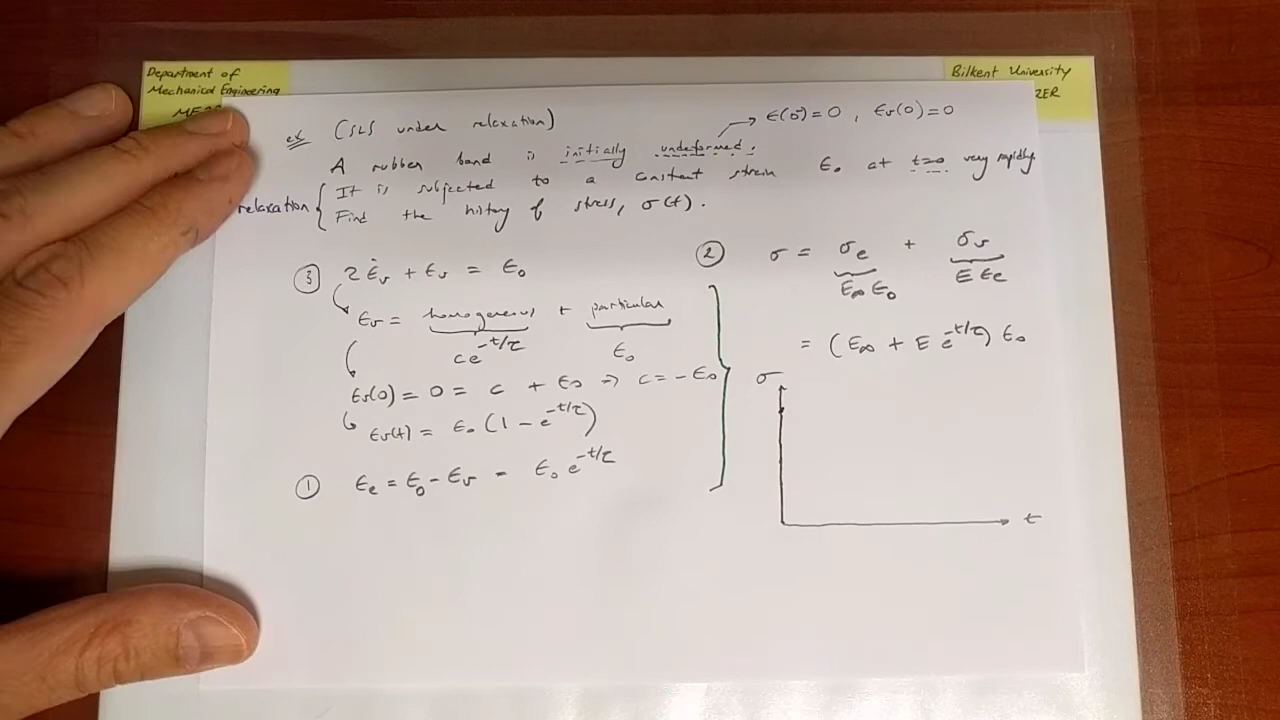 Department of
Mechanical Engineering
Bilkent University
ZER
ex (SLS under relaxation)
→ ϵ(0⁻)=0 , ϵv(0)=0
A rubber band is initially undeformed.
It is subjected to a constant strain ϵ₀ at t=0 very rapidly
relaxation { Find the history of stress, σ(t).
③ τϵ̇v + ϵv = ϵ₀
ϵv = homogeneous + particular
ce^{-t/τ} ϵ₀
ϵv(0) = 0 = c + ϵ₀ ⇒ c = -ϵ₀
ϵv(t) = ϵ₀ (1 - e^{-t/τ})
① ϵe = ϵ₀ - ϵv = ϵ₀ e^{-t/τ}
② σ = σe + σv
E∞ ϵ₀ E ϵe
= (E∞ + E e^{-t/τ}) ϵ₀
σ
t